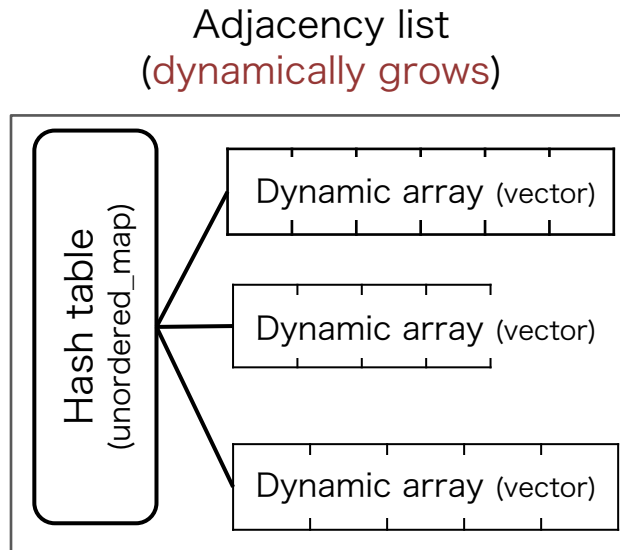 Adjacency list
(dynamically grows)
Hash table
(unordered_map)
Dynamic array (vector)
Dynamic array (vector)
Dynamic array (vector)